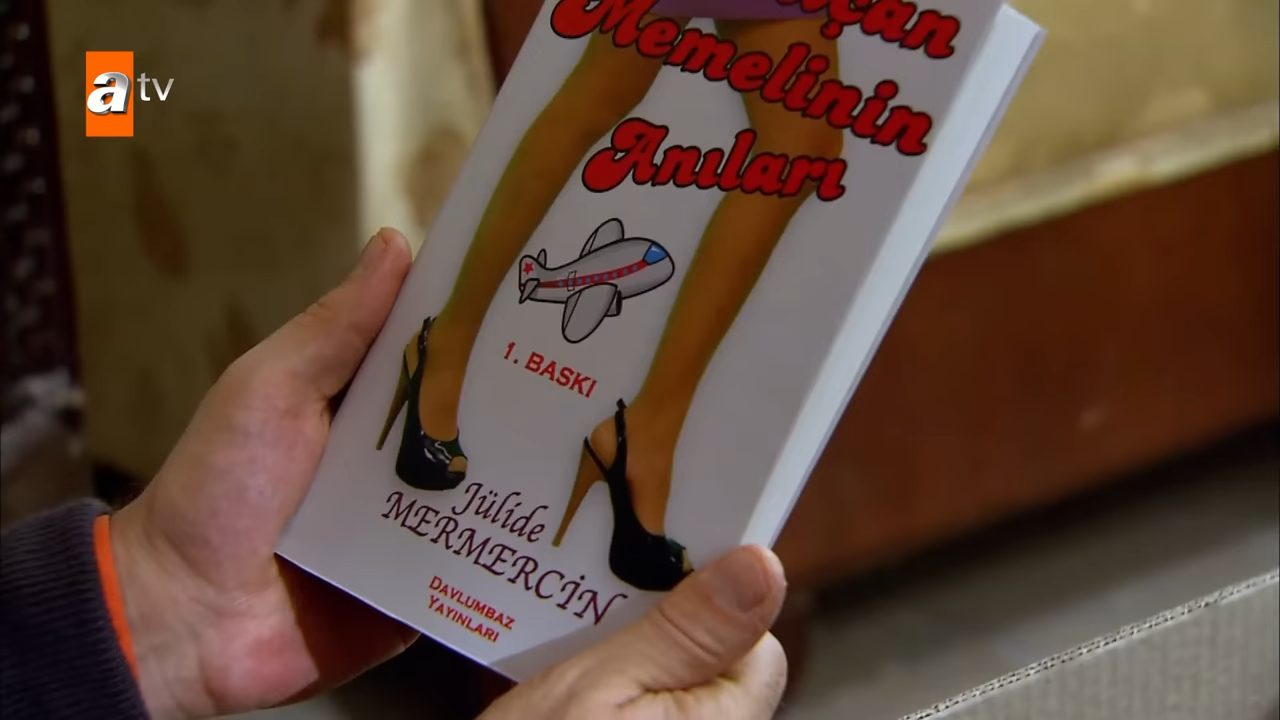 atv
Memelinin
Anıları
1. BASKI
Jülide
MERMERCİN
DAVLUMBAZ
YAYINLARI